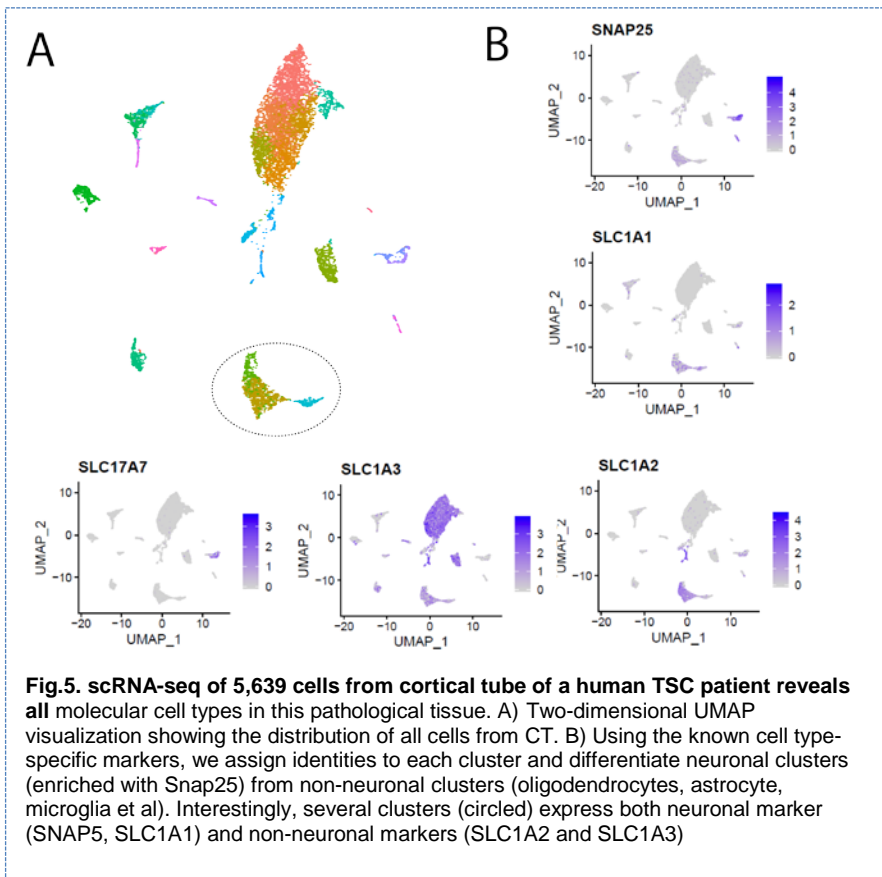 A
B
SNAP25
UMAP_2
10
0
−10
−20
−10
0
10
UMAP_1
4
3
2
1
0
SLC1A1
UMAP_2
10
0
−10
−20
−10
0
10
UMAP_1
2
1
0
SLC17A7
UMAP_2
10
0
−10
−20
−10
0
10
UMAP_1
3
2
1
0
SLC1A3
UMAP_2
10
0
−10
−20
−10
0
10
UMAP_1
3
2
1
0
SLC1A2
UMAP_2
10
0
−10
−20
−10
0
10
UMAP_1
4
3
2
1
0
Fig.5. scRNA-seq of 5,639 cells from cortical tube of a human TSC patient reveals
all molecular cell types in this pathological tissue. A) Two-dimensional UMAP
visualization showing the distribution of all cells from CT. B) Using the known cell type-
specific markers, we assign identities to each cluster and differentiate neuronal clusters
(enriched with Snap25) from non-neuronal clusters (oligodendrocytes, astrocyte,
microglia et al). Interestingly, several clusters (circled) express both neuronal marker
(SNAP5, SLC1A1) and non-neuronal markers (SLC1A2 and SLC1A3)